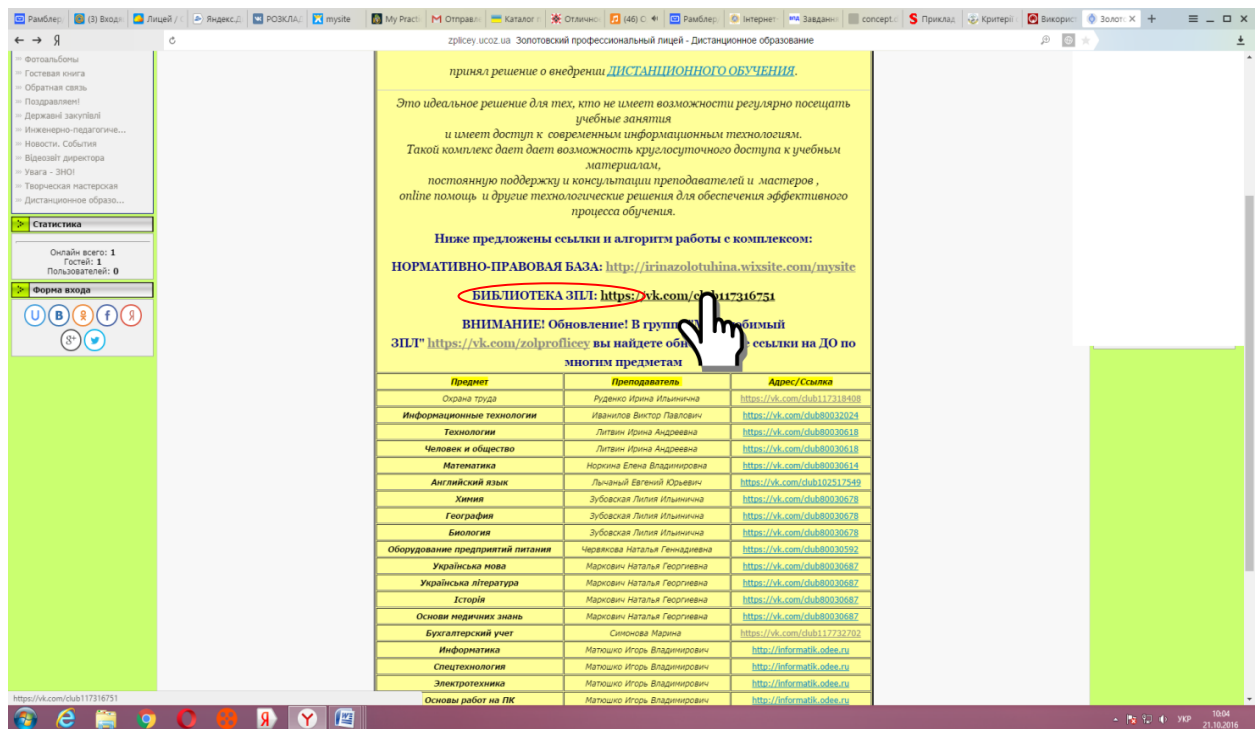 Рамблер
(3) Входя
Лицей / (
Яндекс.Д
РОЗКЛАД
mysite
My Practi
Отправл
Каталог п
Отлично
(46) О
Рамблер
Интернет
Завданн
concept.c
Приклад
Критерії
Викорис
Золото
zplicey.ucoz.ua Золотовский профессиональный лицей - Дистанционное образование
Фотоальбомы
Гостевая книга
Обратная связь
Поздравляем!
Державні закупівлі
Инженерно-педагогиче...
Новости. События
Відеозвіт директора
Увага - ЗНО!
Творческая мастерская
Дистанционное образо...
Статистика
Онлайн всего: 1
Гостей: 1
Пользователей: 0
Форма входа
принял решение о внедрении ДИСТАНЦИОННОГО ОБУЧЕНИЯ.
Это идеальное решение для тех, кто не имеет возможности регулярно посещать
учебные занятия
и имеет доступ к современным информационным технологиям.
Такой комплекс дает дает возможность круглосуточного доступа к учебным
материалам,
постоянную поддержку и консультации преподавателей и мастеров ,
online помощь и другие технологические решения для обеспечения эффективного
процесса обучения.
Ниже предложены ссылки и алгоритм работы с комплексом:
НОРМАТИВНО-ПРАВОВАЯ БАЗА: http://irinazolotuhina.wixsite.com/mysite
БИБЛИОТЕКА ЗПЛ: https://vk.com/club117316751
ВНИМАНИЕ! Обновление! В групп
ЗПЛ" https://vk.com/zolproflicey вы найдете ссылки на ДО по
многим предметам
Предмет Преподаватель Адрес/Ссылка
Охрана труда Руденко Ирина Ильинична https://vk.com/club117318408
Информационные технологии Иванилов Виктор Павлович https://vk.com/club80032024
Технологии Литвин Ирина Андреевна https://vk.com/club80030618
Человек и общество Литвин Ирина Андреевна https://vk.com/club80030618
Математика Норкина Елена Владимировна https://vk.com/club80030614
Английский язык Лычаный Евгений Юрьевич https://vk.com/club102517549
Химия Зубовская Лилия Ильинична https://vk.com/club80030678
География Зубовская Лилия Ильинична https://vk.com/club80030678
Биология Зубовская Лилия Ильинична https://vk.com/club80030678
Оборудование предприятий питания Червякова Наталья Геннадиевна https://vk.com/club80030592
Українська мова Маркович Наталья Георгиевна https://vk.com/club80030687
Українська література Маркович Наталья Георгиевна https://vk.com/club80030687
Історія Маркович Наталья Георгиевна https://vk.com/club80030687
Основи медичних знань Маркович Наталья Георгиевна https://vk.com/club80030687
Бухгалтерский учет Симонова Марина https://vk.com/club117732702
Информатика Матюшко Игорь Владимирович http://informatik.odee.ru
Спецтехнология Матюшко Игорь Владимирович http://informatik.odee.ru
Электротехника Матюшко Игорь Владимирович http://informatik.odee.ru
Основы работ на ПК Матюшко Игорь Владимирович http://informatik.odee.ru
https://vk.com/club117316751
УКР
10:04
21.10.2016